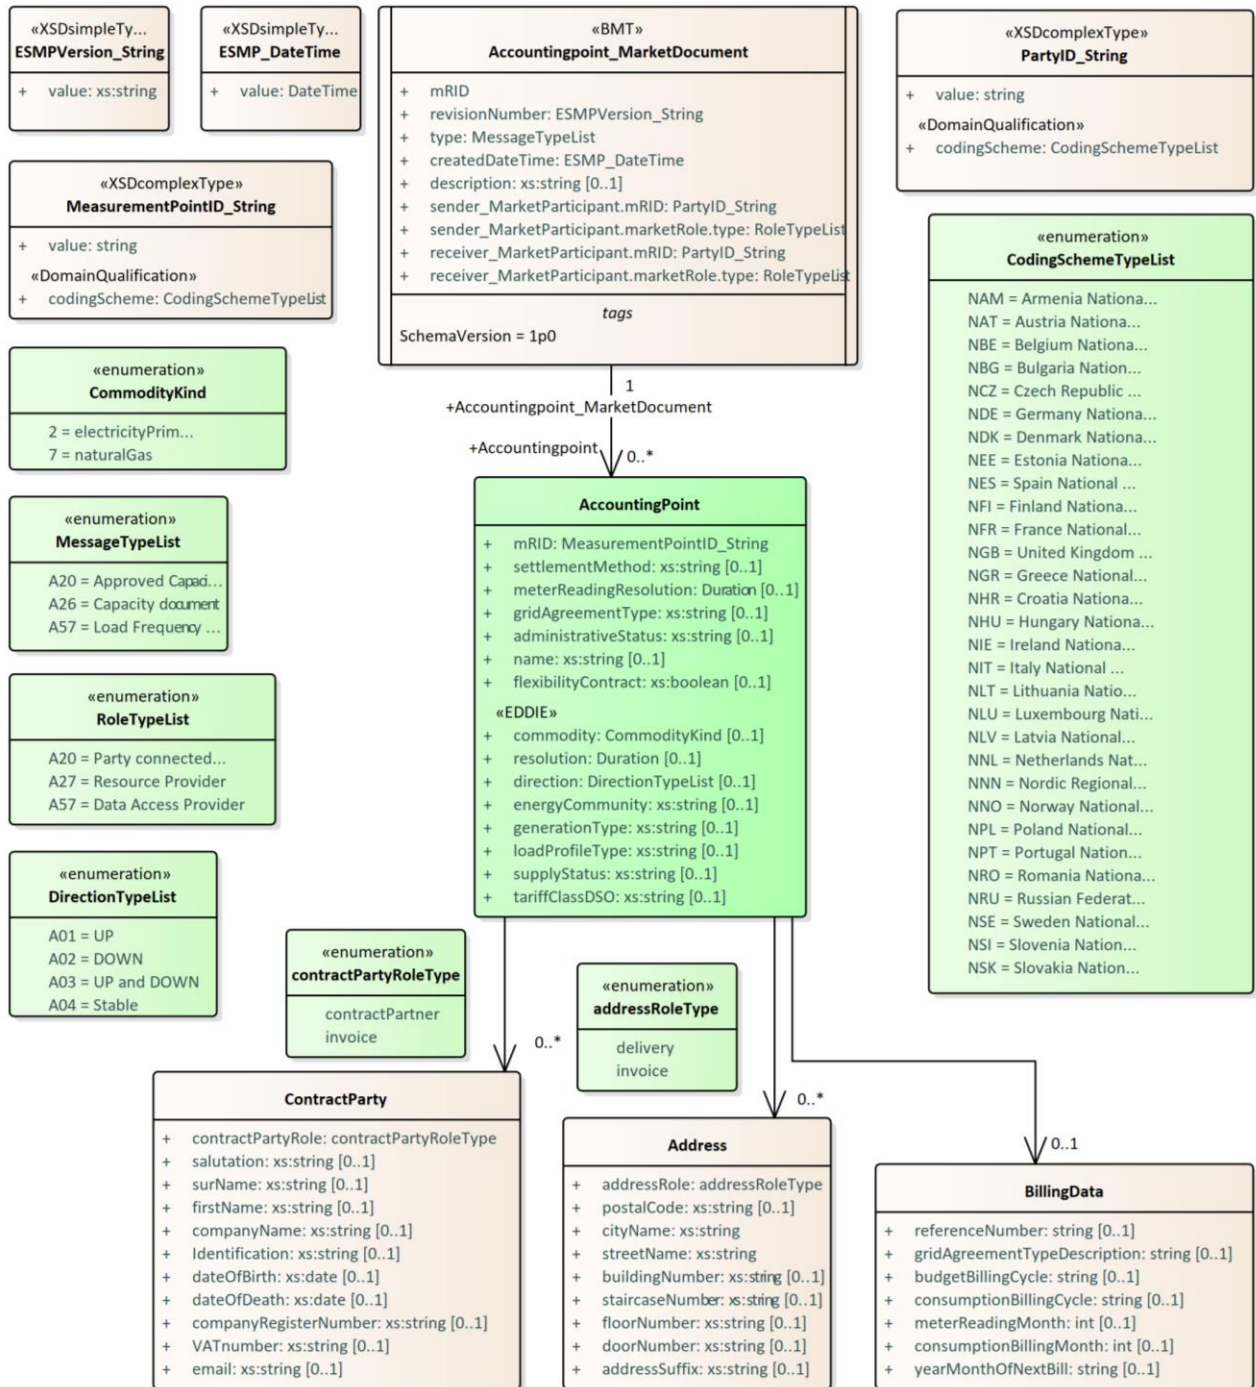 «XSDsimpleTy...
ESMPVersion_String
+ value: xs:string
«XSDsimpleTy...
ESMP_DateTime
+ value: DateTime
«BMT»
Accountingpoint_MarketDocument
+ mRID
+ revisionNumber: ESMPVersion_String
+ type: MessageTypeList
+ createdDateTime: ESMP_DateTime
+ description: xs:string [0..1]
+ sender_MarketParticipant.mRID: PartyID_String
+ sender_MarketParticipant.marketRole.type: RoleTypeList
+ receiver_MarketParticipant.mRID: PartyID_String
+ receiver_MarketParticipant.marketRole.type: RoleTypeList
tags
SchemaVersion = 1p0
«XSDcomplexType»
PartyID_String
+ value: string
«DomainQualification»
+ codingScheme: CodingSchemeTypeList
«XSDcomplexType»
MeasurementPointID_String
+ value: string
«DomainQualification»
+ codingScheme: CodingSchemeTypeList
«enumeration»
CodingSchemeTypeList
NAM = Armenia Nationa...
NAT = Austria Nationa...
NBE = Belgium Nationa...
NBG = Bulgaria Nation...
NCZ = Czech Republic ...
NDE = Germany Nationa...
NDK = Denmark Nationa...
NEE = Estonia Nationa...
NES = Spain National ...
NFI = Finland Nationa...
NFR = France National...
NGB = United Kingdom ...
NGR = Greece National...
NHR = Croatia Nationa...
NHU = Hungary Nationa...
NIE = Ireland Nationa...
NIT = Italy National ...
NLT = Lithuania Natio...
NLU = Luxembourg Nati...
NLV = Latvia National...
NNL = Netherlands Nat...
NNN = Nordic Regional...
NNO = Norway National...
NPL = Poland National...
NPT = Portugal Nation...
NRO = Romania Nationa...
NRU = Russian Federat...
NSE = Sweden National...
NSI = Slovenia Nation...
NSK = Slovakia Nation...
«enumeration»
CommodityKind
2 = electricityPrim...
7 = naturalGas
1
+Accountingpoint_MarketDocument
+Accountingpoint
0..*
«enumeration»
MessageTypeList
A20 = Approved Capaci...
A26 = Capacity document
A57 = Load Frequency ...
AccountingPoint
+ mRID: MeasurementPointID_String
+ settlementMethod: xs:string [0..1]
+ meterReadingResolution: Duration [0..1]
+ gridAgreementType: xs:string [0..1]
+ administrativeStatus: xs:string [0..1]
+ name: xs:string [0..1]
+ flexibilityContract: xs:boolean [0..1]
«EDDIE»
+ commodity: CommodityKind [0..1]
+ resolution: Duration [0..1]
+ direction: DirectionTypeList [0..1]
+ energyCommunity: xs:string [0..1]
+ generationType: xs:string [0..1]
+ loadProfileType: xs:string [0..1]
+ supplyStatus: xs:string [0..1]
+ tariffClassDSO: xs:string [0..1]
«enumeration»
RoleTypeList
A20 = Party connected...
A27 = Resource Provider
A57 = Data Access Provider
«enumeration»
DirectionTypeList
A01 = UP
A02 = DOWN
A03 = UP and DOWN
A04 = Stable
«enumeration»
contractPartyRoleType
contractPartner
invoice
«enumeration»
addressRoleType
delivery
invoice
0..*
0..*
0..1
ContractParty
+ contractPartyRole: contractPartyRoleType
+ salutation: xs:string [0..1]
+ surName: xs:string [0..1]
+ firstName: xs:string [0..1]
+ companyName: xs:string [0..1]
+ Identification: xs:string [0..1]
+ dateOfBirth: xs:date [0..1]
+ dateOfDeath: xs:date [0..1]
+ companyRegisterNumber: xs:string [0..1]
+ VATnumber: xs:string [0..1]
+ email: xs:string [0..1]
Address
+ addressRole: addressRoleType
+ postalCode: xs:string [0..1]
+ cityName: xs:string
+ streetName: xs:string
+ buildingNumber: xs:string [0..1]
+ staircaseNumber: xs:string [0..1]
+ floorNumber: xs:string [0..1]
+ doorNumber: xs:string [0..1]
+ addressSuffix: xs:string [0..1]
BillingData
+ referenceNumber: string [0..1]
+ gridAgreementTypeDescription: string [0..1]
+ budgetBillingCycle: string [0..1]
+ consumptionBillingCycle: string [0..1]
+ meterReadingMonth: int [0..1]
+ consumptionBillingMonth: int [0..1]
+ yearMonthOfNextBill: string [0..1]